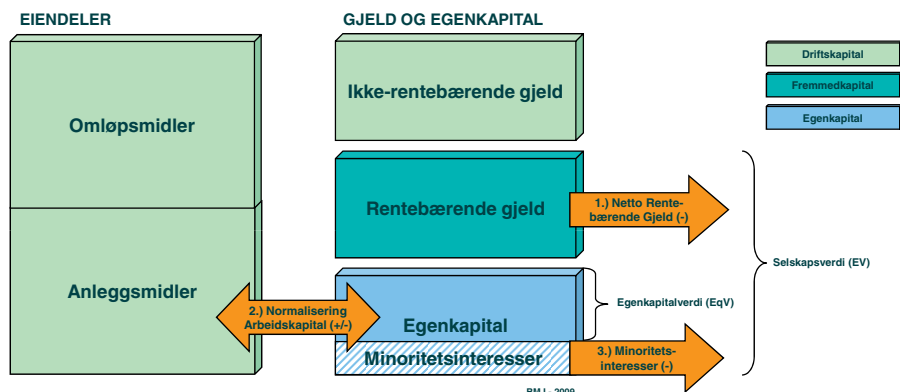 EIENDELER
GJELD OG EGENKAPITAL
Omløpsmidler
Anleggsmidler
Ikke-rentebærende gjeld
Rentebærende gjeld
1.) Netto Rente-
bærende Gjeld (-)
2.) Normalisering
Arbeidskapital (+/-)
Egenkapital
Minoritetsinteresser
3.) Minoritets-
interesser (-)
Egenkapitalverdi (EqV)
Selskapsverdi (EV)
Driftskapital
Fremmedkapital
Egenkapital